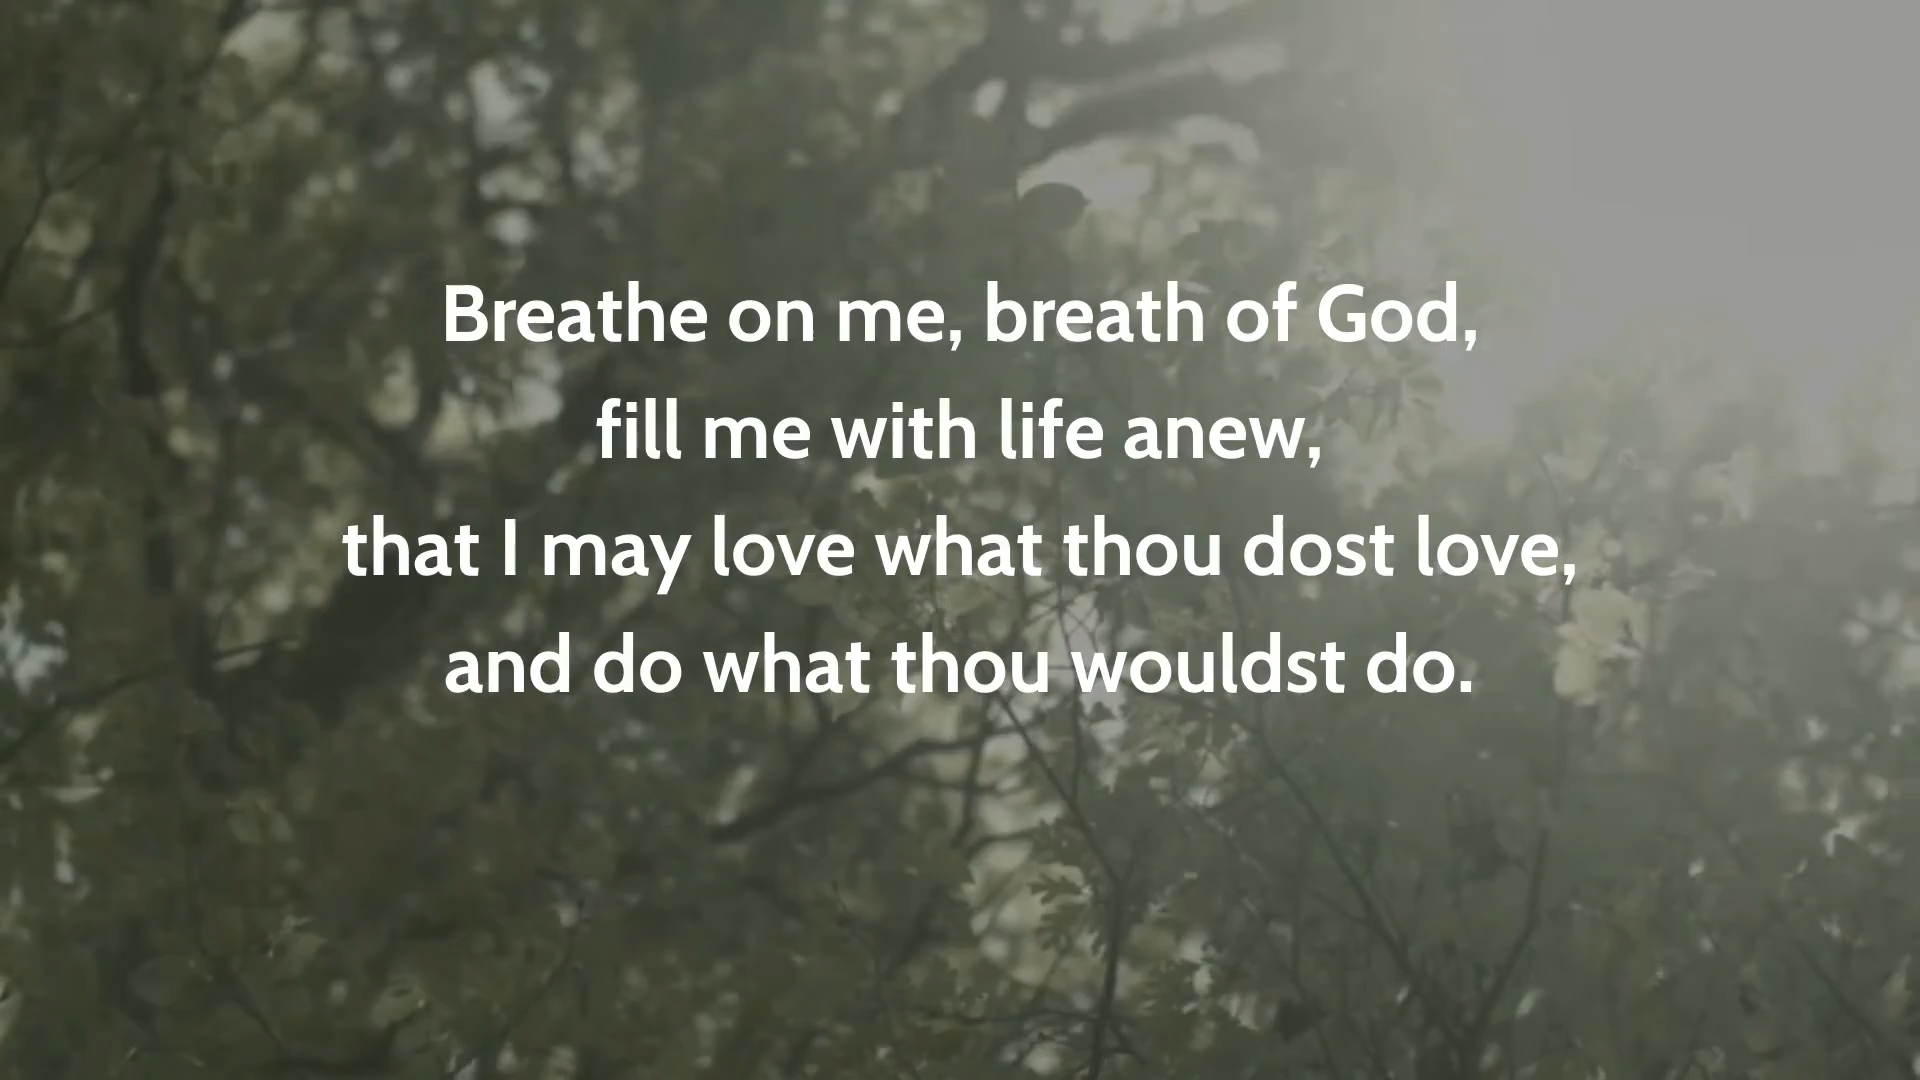 Breathe on me, breath of God,
fill me with life anew,
that I may love what thou dost love,
and do what thou wouldst do.